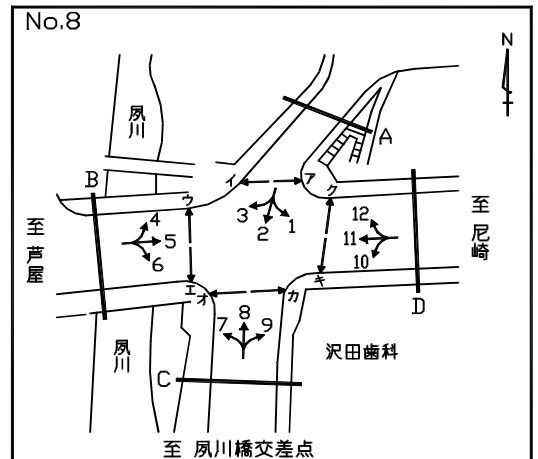 No.8
N
夙
川
A
イ
ア
ク
B
ウ
3
2
1
12
11
10
至
尼
崎
至
芦
屋
4
5
6
D
エ
オ
カ
キ
7
8
9
夙
川
沢田歯科
C
至 夙川橋交差点